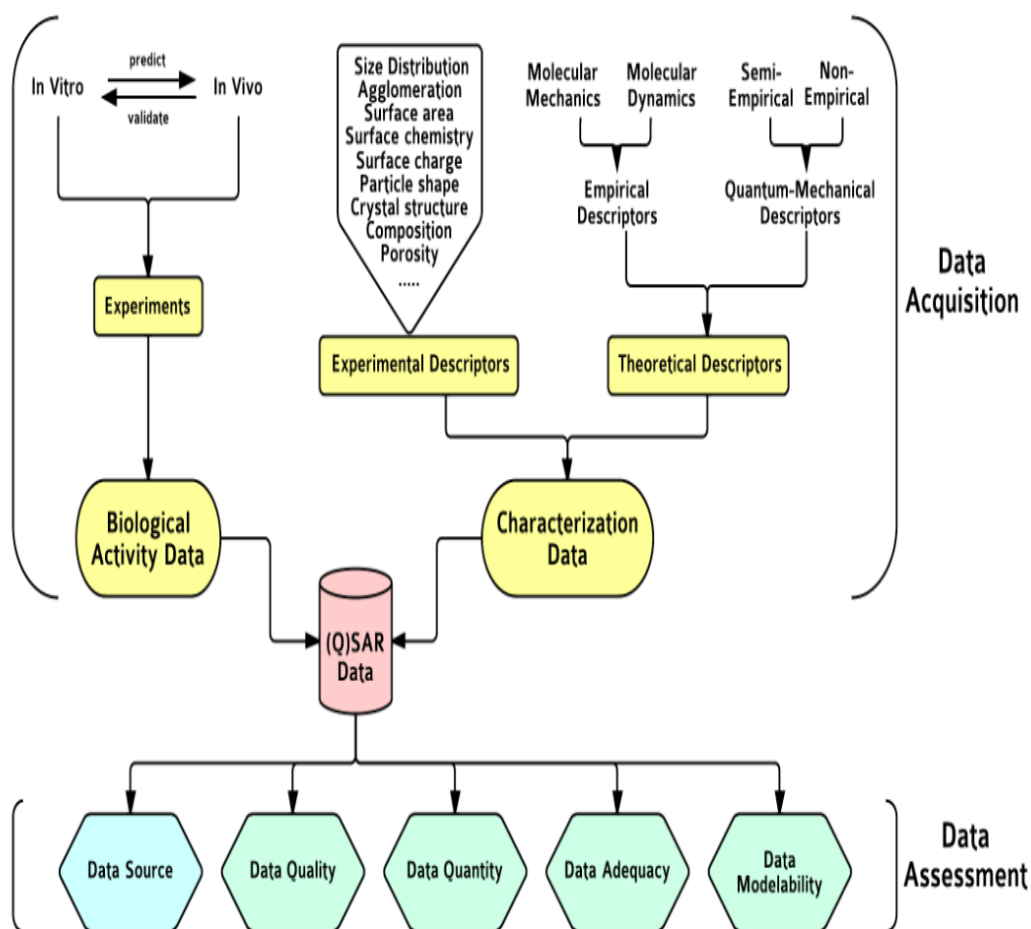 predict
In Vitro
In Vivo
validate
Size Distribution
Agglomeration
Surface area
Surface chemistry
Surface charge
Particle shape
Crystal structure
Composition
Porosity
.....
Molecular
Mechanics
Molecular
Dynamics
Semi-
Empirical
Non-
Empirical
Empirical
Descriptors
Quantum-Mechanical
Descriptors
Data
Acquisition
Experiments
Experimental Descriptors
Theoretical Descriptors
Biological
Activity Data
Characterization
Data
(Q)SAR
Data
Data Source
Data Quality
Data Quantity
Data Adequacy
Data
Modelability
Data
Assessment